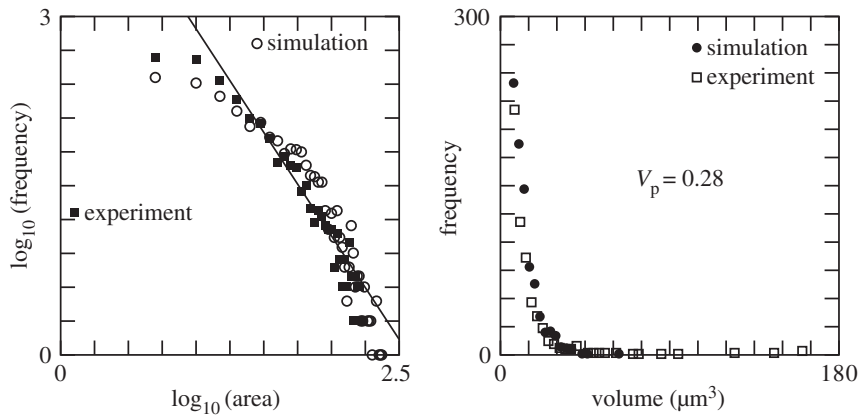 3
simulation
log₁₀ (frequency)
experiment
0
0
2.5
log₁₀ (area)
300
simulation
experiment
frequency
Vₚ = 0.28
0
0
180
volume (μm³)